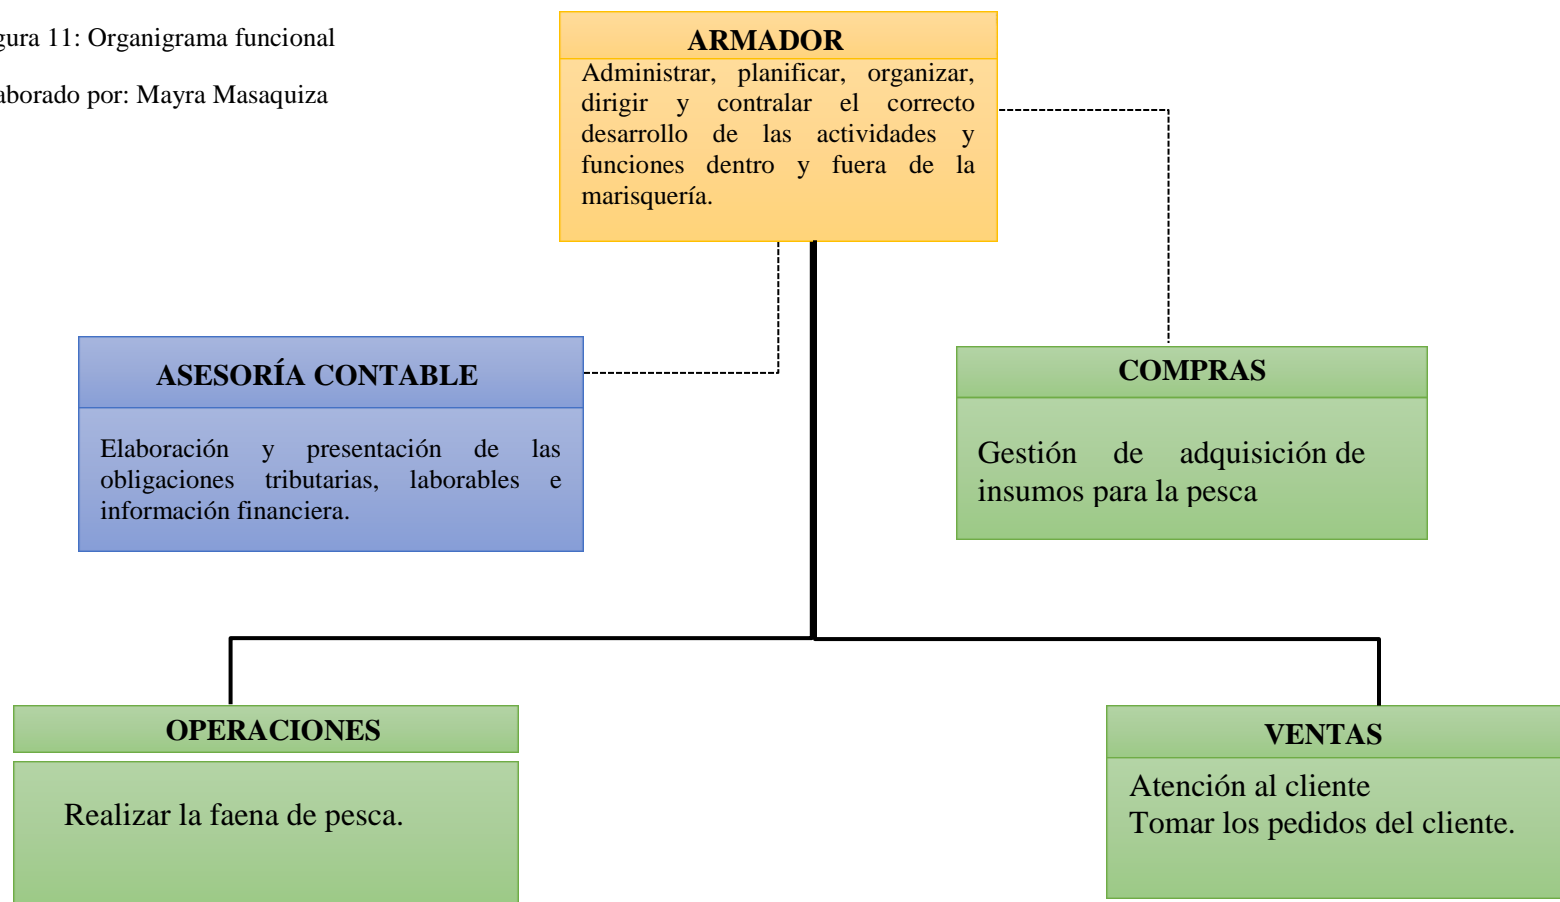 gura 11: Organigrama funcional
aborado por: Mayra Masaquiza
ARMADOR
Administrar, planificar, organizar,
dirigir y contralar el correcto
desarrollo de las actividades y
funciones dentro y fuera de la
marisquería.
ASESORÍA CONTABLE
Elaboración y presentación de las
obligaciones tributarias, laborables e
información financiera.
COMPRAS
Gestión de adquisición de
insumos para la pesca
OPERACIONES
Realizar la faena de pesca.
VENTAS
Atención al cliente
Tomar los pedidos del cliente.